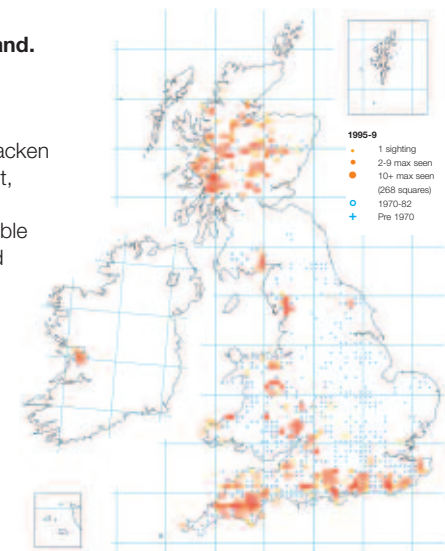 and.
acken
t,
ble
d
1995-9
1 sighting
2-9 max seen
10+ max seen
(268 squares)
1970-82
Pre 1970